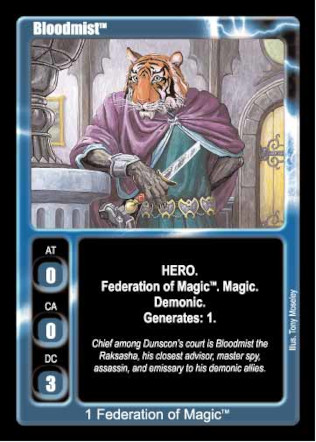 Bloodmist™
AT
0
CA
0
DC
3
HERO.
Federation of Magic™. Magic.
Demonic.
Generates: 1.
Chief among Dunscon's court is Bloodmist the
Raksasha, his closest advisor, master spy,
assassin, and emissary to his demonic allies.
Illus. Tony Moseley
1 Federation of Magic™